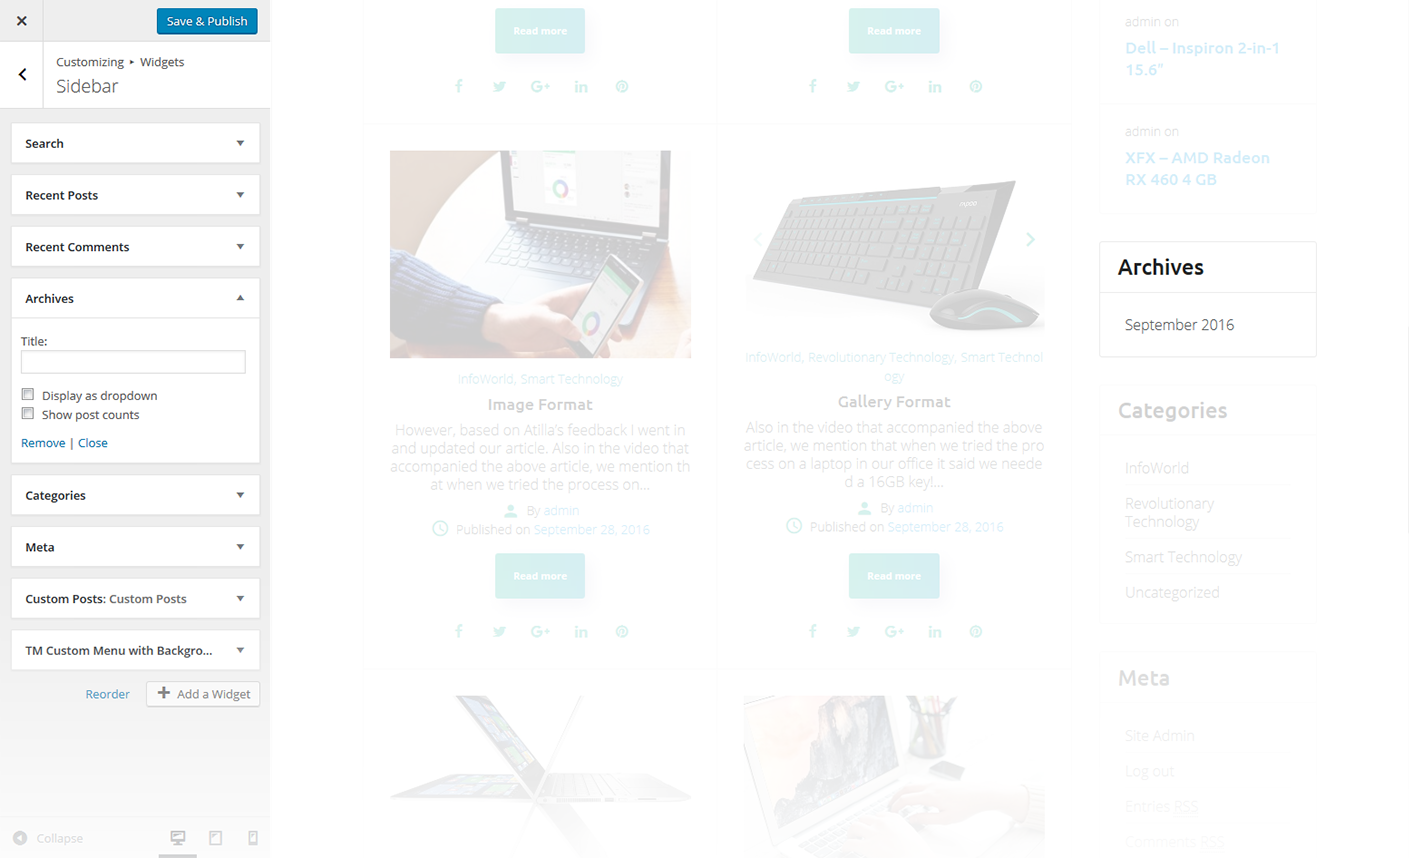 Save & Publish
Customizing ▸ Widgets
Sidebar
Search
Recent Posts
Recent Comments
Archives
Title:
Display as dropdown
Show post counts
Remove | Close
Categories
Meta
Custom Posts: Custom Posts
TM Custom Menu with Backgro...
Reorder
Add a Widget
Collapse
Read more
InfoWorld, Smart Technology
Image Format
However, based on Atilla's feedback I went in
and updated our article. Also in the video that
accompanied the above article, we mention th
at when we tried the process on...
By admin
Published on September 28, 2016
Read more
Read more
InfoWorld, Revolutionary Technology, Smart Technol
ogy
Gallery Format
Also in the video that accompanied the above
article, we mention that when we tried the pro
cess on a laptop in our office it said we neede
d a 16GB key!...
By admin
Published on September 28, 2016
Read more
admin on
Dell – Inspiron 2-in-1
15.6"
admin on
XFX – AMD Radeon
RX 460 4 GB
Archives
September 2016
Categories
InfoWorld
Revolutionary
Technology
Smart Technology
Uncategorized
Meta
Site Admin
Log out
Entries RSS
Comments RSS